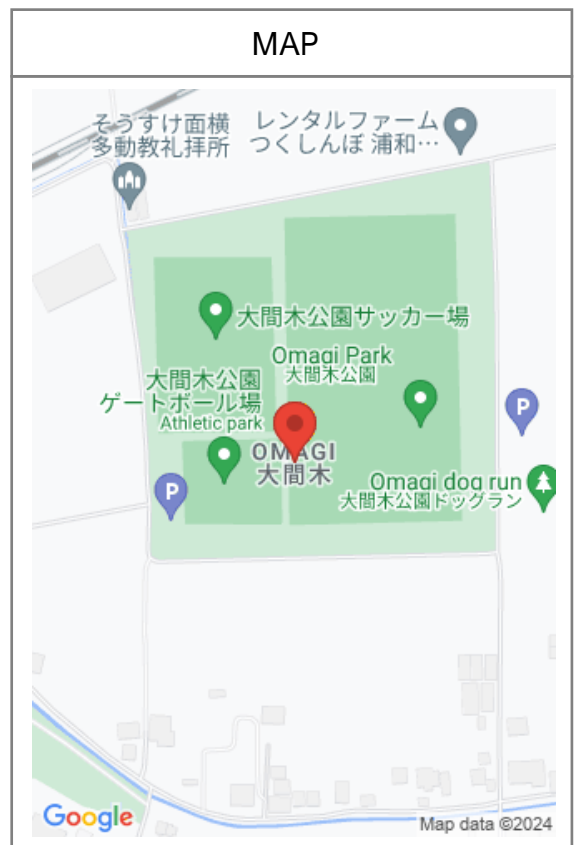 MAP
そうすけ面横
多動教礼拝所
レンタルファーム
つくしんぼ 浦和…
大間木公園サッカー場
Omagi Park
大間木公園
大間木公園
ゲートボール場
Athletic park
OMAGI
大間木
P
P
Omagi dog run
大間木公園ドッグラン
Google
Map data ©2024